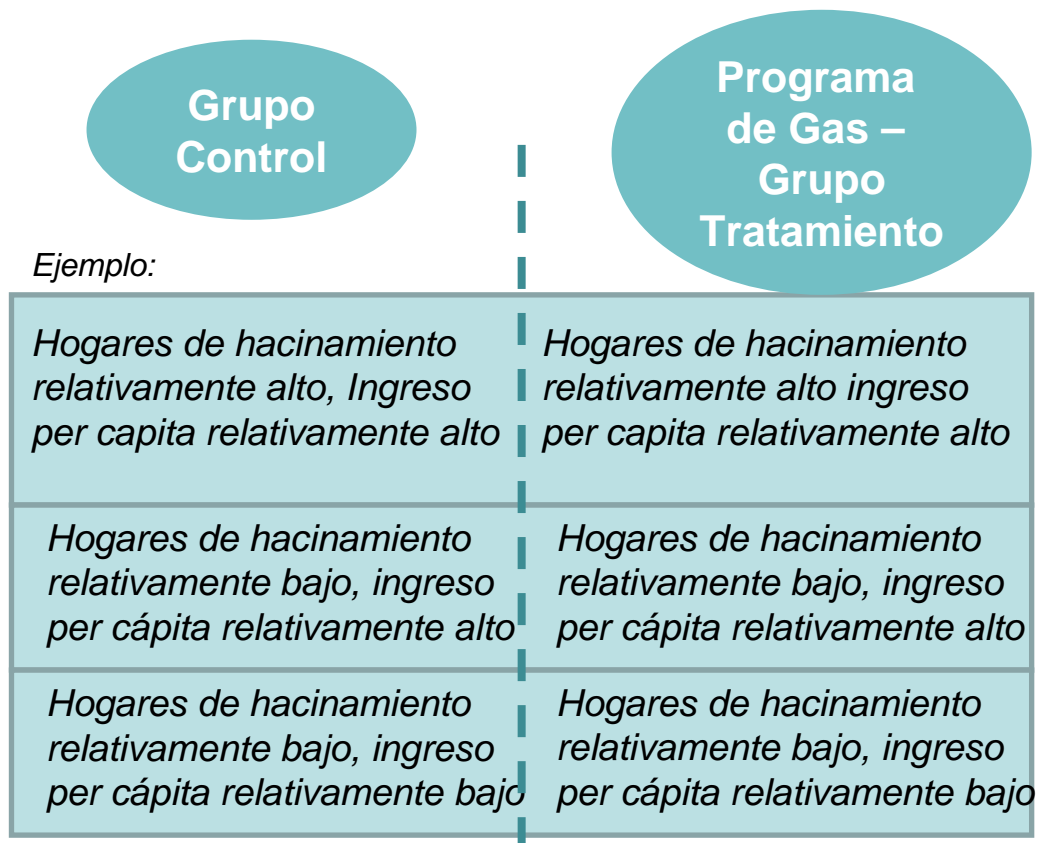 Grupo
Control
Programa
de Gas –
Grupo
Tratamiento
Ejemplo:
Hogares de hacinamiento
relativamente alto, Ingreso
per capita relativamente alto
Hogares de hacinamiento
relativamente alto ingreso
per capita relativamente alto
Hogares de hacinamiento
relativamente bajo, ingreso
per cápita relativamente alto
Hogares de hacinamiento
relativamente bajo, ingreso
per cápita relativamente alto
Hogares de hacinamiento
relativamente bajo, ingreso
per cápita relativamente bajo
Hogares de hacinamiento
relativamente bajo, ingreso
per cápita relativamente bajo